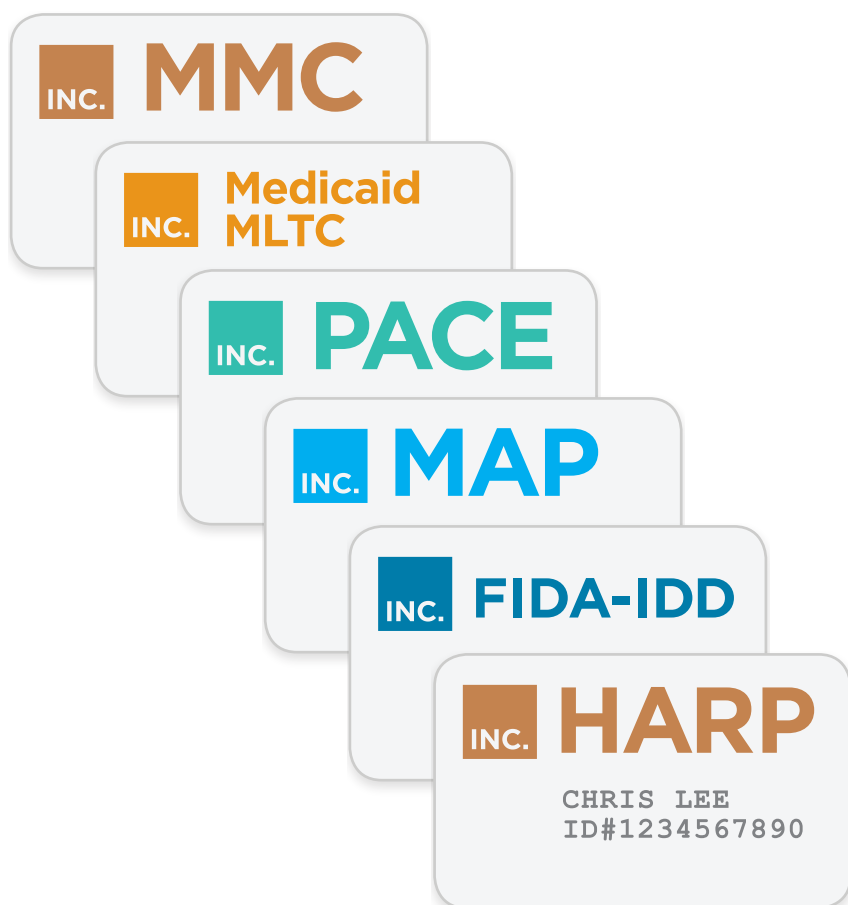 INC. MMC
INC. Medicaid
MLTC
INC. PACE
INC. MAP
INC. FIDA-IDD
INC. HARP
CHRIS LEE
ID#1234567890